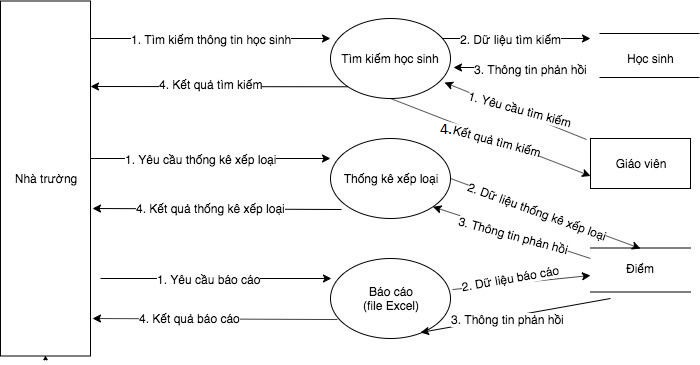 1. Tìm kiếm thông tin học sinh
2. Dữ liệu tìm kiếm
Tìm kiếm học sinh
Học sinh
3. Thông tin phản hồi
4. Kết quả tìm kiếm
1. Yêu cầu tìm kiếm
4. Kết quả tìm kiếm
1. Yêu cầu thống kê xếp loại
Giáo viên
Nhà trường
Thống kê xếp loại
2. Dữ liệu thống kê xếp loại
4. Kết quả thống kê xếp loại
3. Thông tin phản hồi
1. Yêu cầu báo cáo
2. Dữ liệu báo cáo
Điểm
Báo cáo
(file Excel)
4. Kết quả báo cáo
3. Thông tin phản hồi